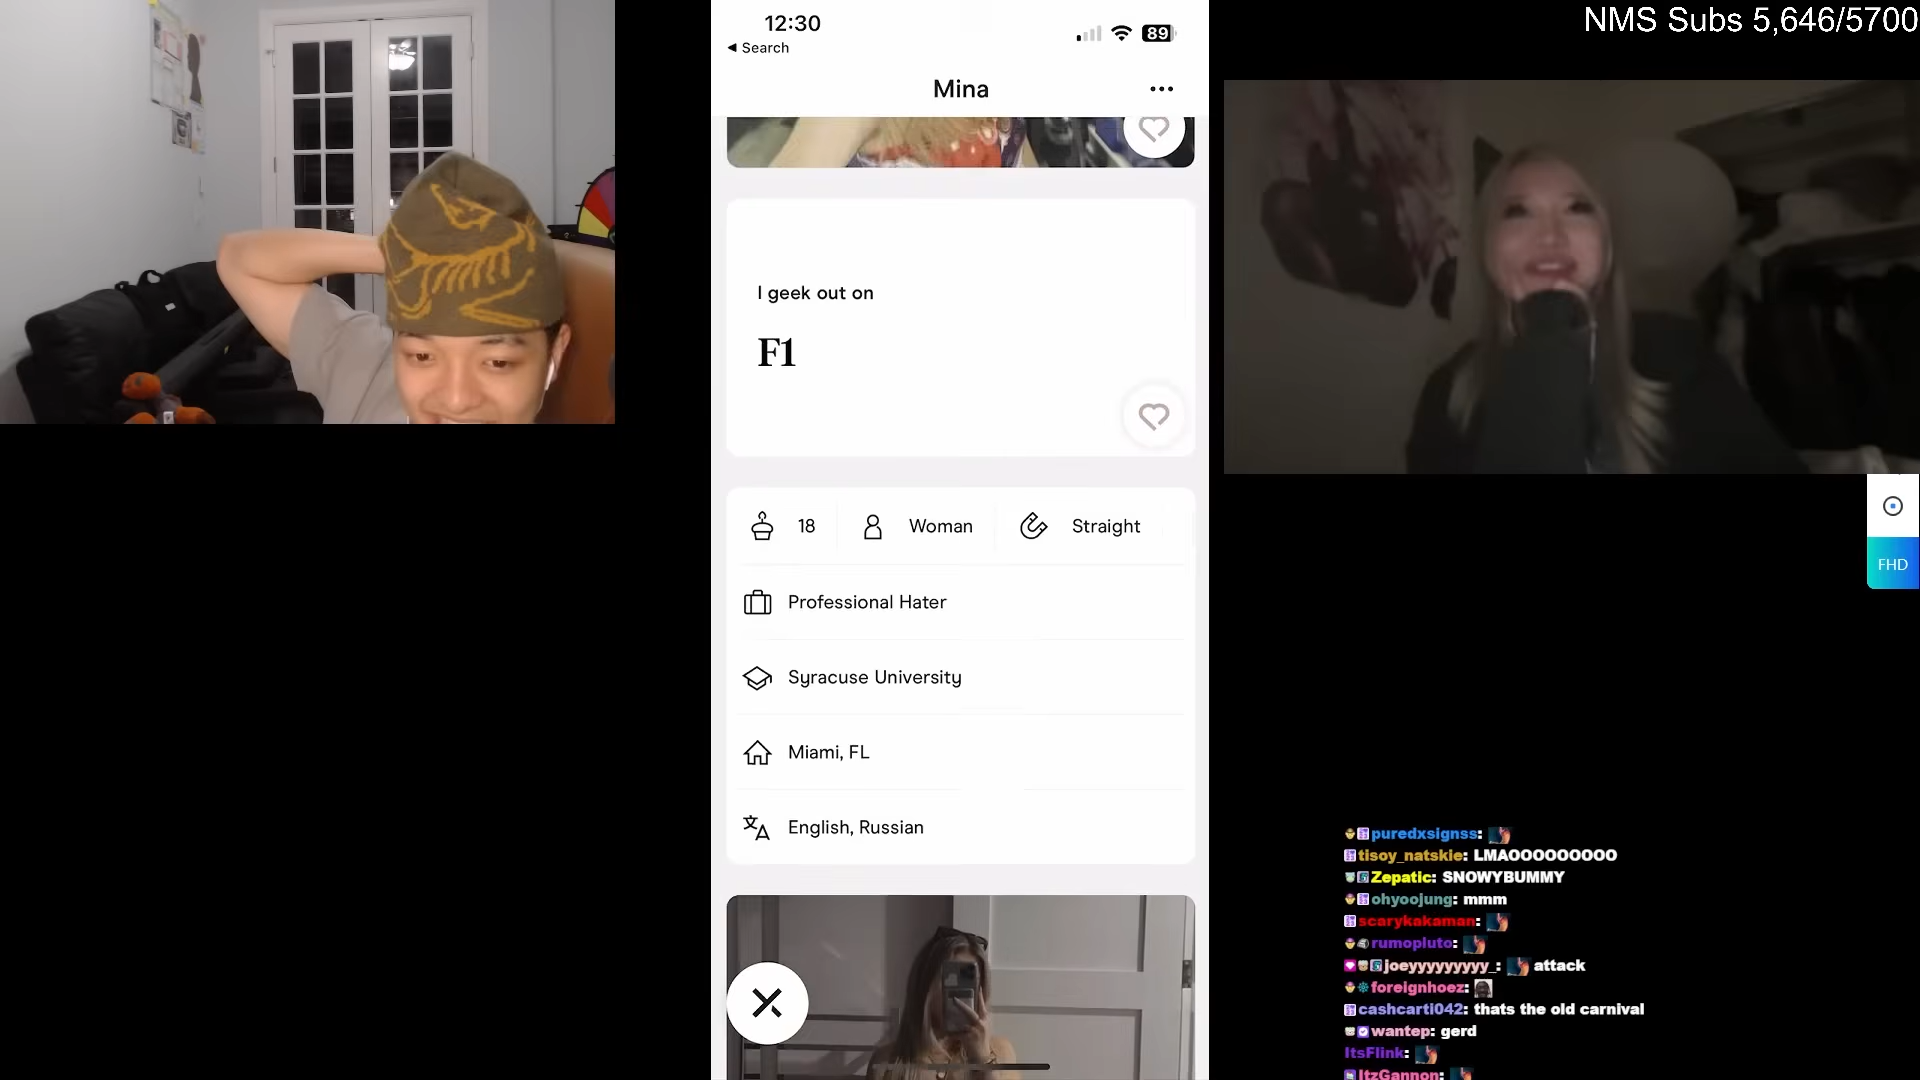 NMS Subs 5,646/5700
12:30
89
Search
Mina
I geek out on
F1
18
Woman
Straight
Professional Hater
Syracuse University
Miami, FL
English, Russian
FHD
puredxsignss:
tisoy_natskie: LMAOOOOOOOOO
Zepatic: SNOWYBUMMY
ohyoojung: mmm
scarykakaman:
rumopluto:
joeyyyyyyyyy_: attack
foreignhoez:
cashcarti042: thats the old carnival
wantep: gerd
ItsFlink:
ItzGannon: